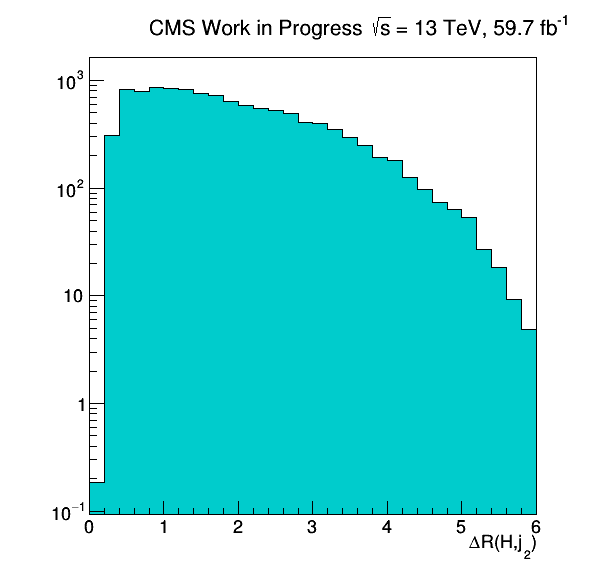 CMS Work in Progress √s = 13 TeV, 59.7 fb⁻¹
10³
10²
10
1
10⁻¹
0 1 2 3 4 5 6
ΔR(H,j₂)